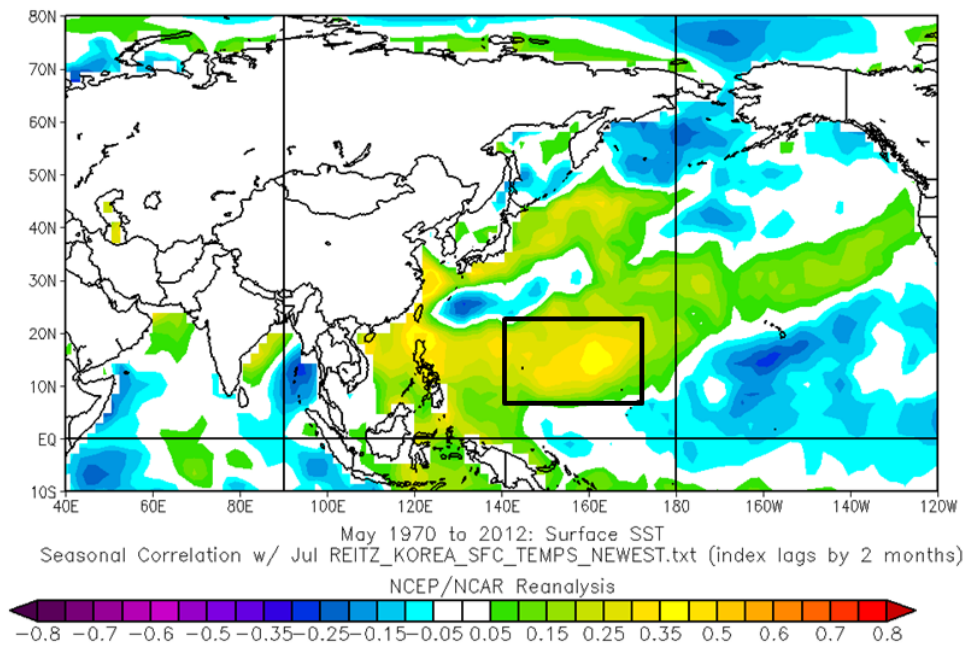 80N
70N
60N
50N
40N
30N
20N
10N
EQ
10S
40E 60E 80E 100E 120E 140E 160E 180 160W 140W 120W
May 1970 to 2012: Surface SST
Seasonal Correlation w/ Jul REITZ_KOREA_SFC_TEMPS_NEWEST.txt (index lags by 2 months)
NCEP/NCAR Reanalysis
−0.8 −0.7 −0.6 −0.5 −0.35 −0.25 −0.15 −0.05 0.05 0.15 0.25 0.35 0.5 0.6 0.7 0.8